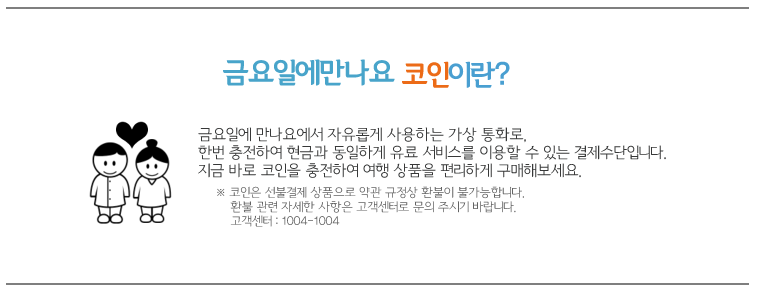 금요일에만나요 코인이란?
금요일에 만나요에서 자유롭게 사용하는 가상 통화로,
한번 충전하여 현금과 동일하게 유료 서비스를 이용할 수 있는 결제수단입니다.
지금 바로 코인을 충전하여 여행 상품을 편리하게 구매해보세요.
※ 코인은 선불결제 상품으로 약관 규정상 환불이 불가능합니다.
환불 관련 자세한 사항은 고객센터로 문의 주시기 바랍니다.
고객센터 : 1004-1004